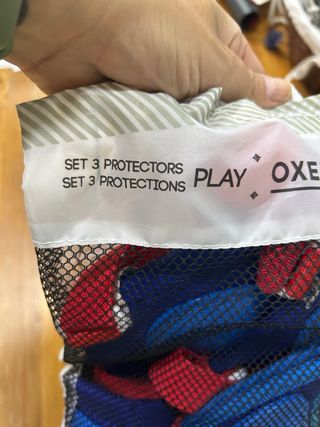 SET 3 PROTECTORS
SET 3 PROTECTIONS
PLAY
OXE